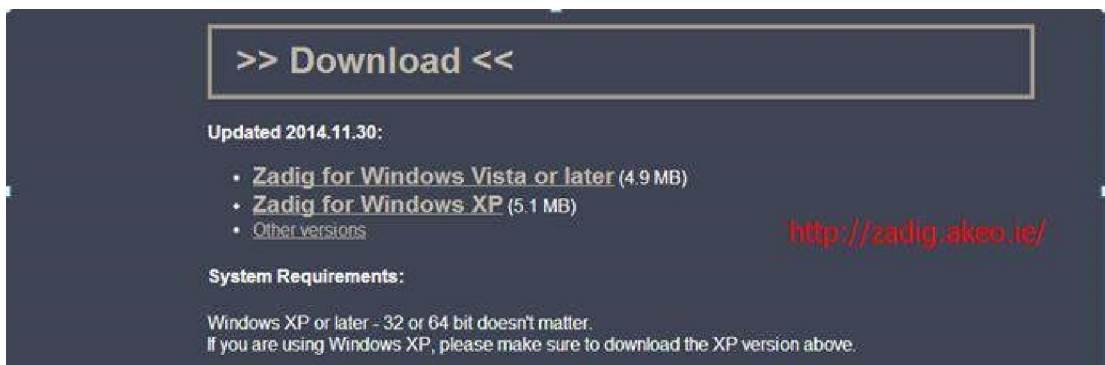 >> Download <<
Updated 2014.11.30:
• Zadig for Windows Vista or later (4.9 MB)
• Zadig for Windows XP (5.1 MB)
• Other versions
http://zadig.akeo.ie/
System Requirements:
Windows XP or later - 32 or 64 bit doesn't matter.
If you are using Windows XP, please make sure to download the XP version above.